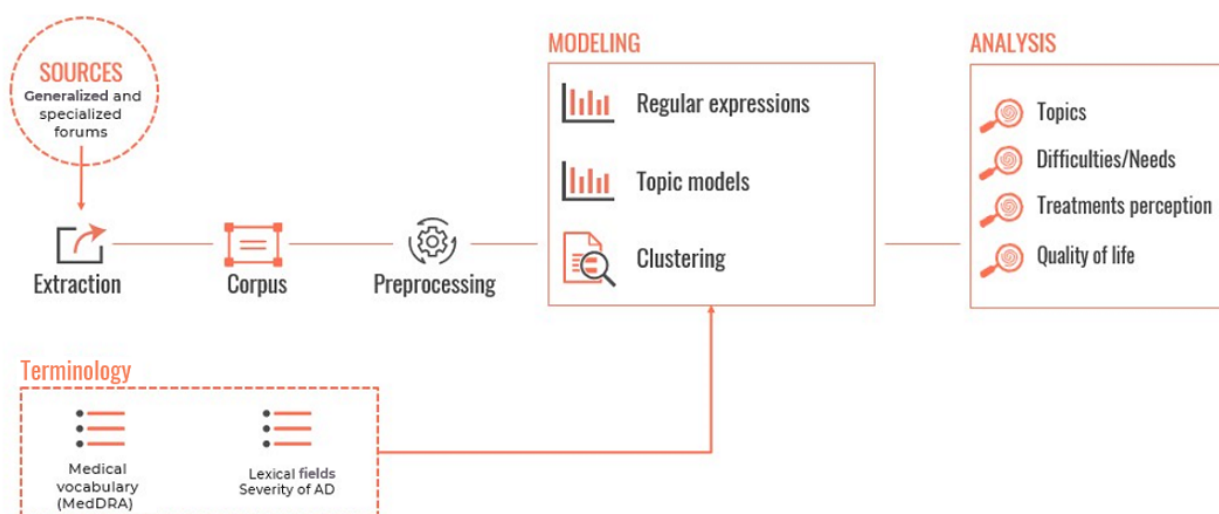 SOURCES
Generalized and
specialized
forums
Extraction
Corpus
Preprocessing
MODELING
Regular expressions
Topic models
Clustering
ANALYSIS
Topics
Difficulties/Needs
Treatments perception
Quality of life
Terminology
Medical
vocabulary
(MedDRA)
Lexical fields
Severity of AD